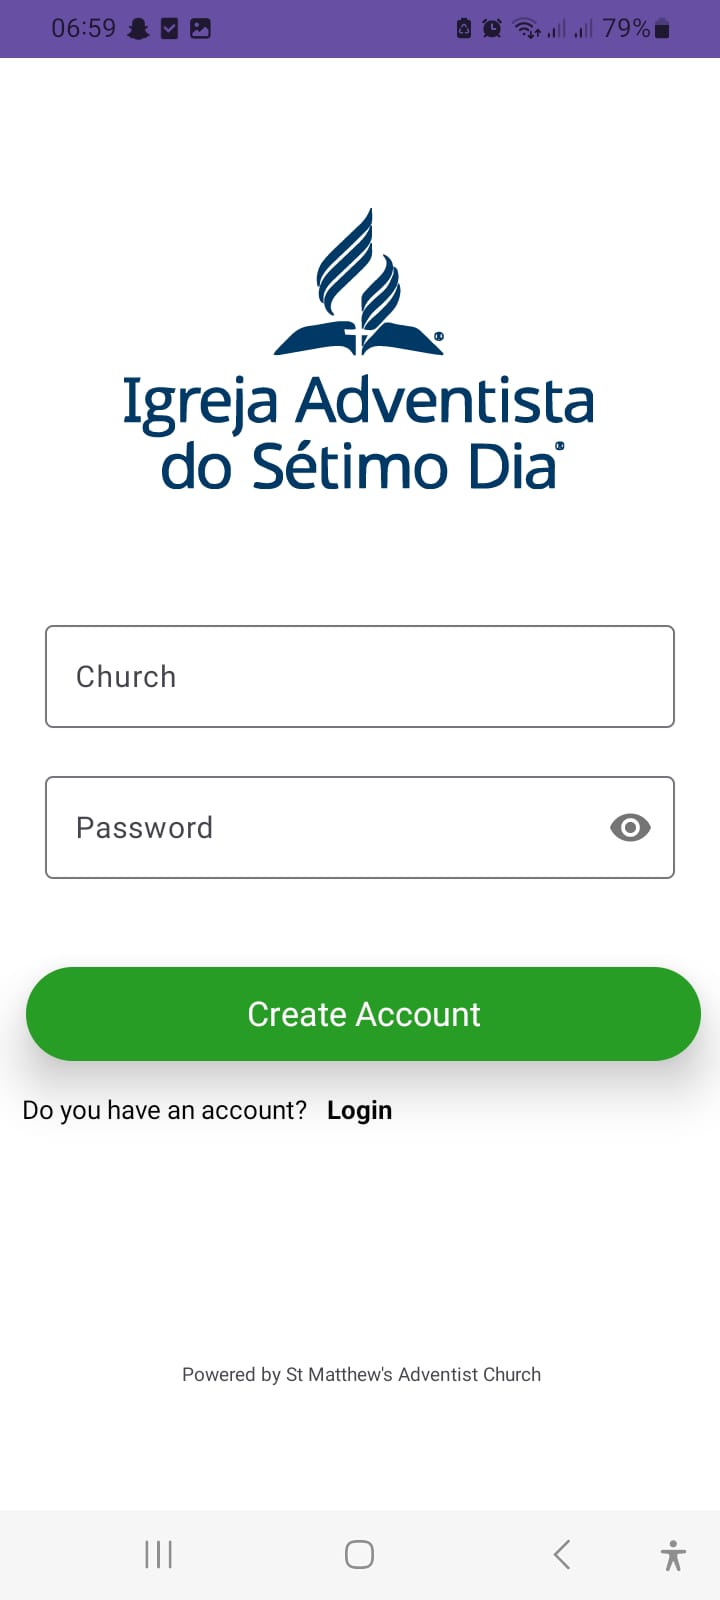 06:59
79%
Igreja Adventista
do Sétimo Dia
Church
Password
Create Account
Do you have an account? Login
Powered by St Matthew's Adventist Church